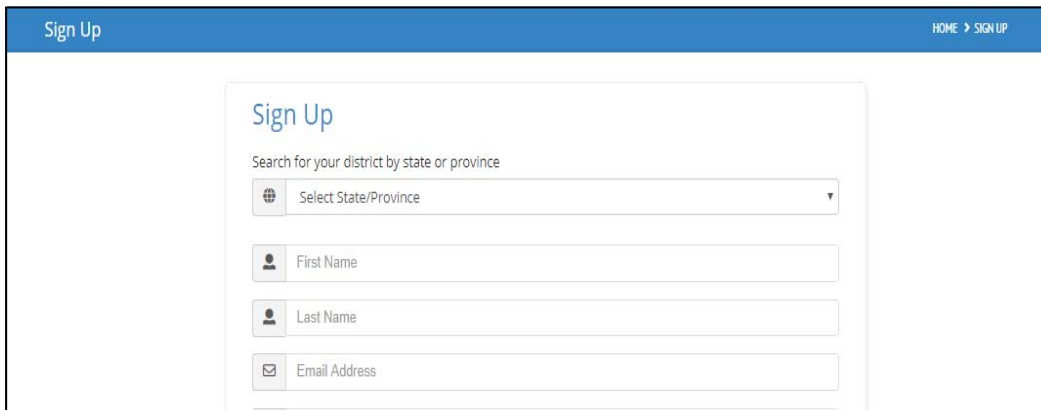 Sign Up
HOME > SIGN UP
Sign Up
Search for your district by state or province
Select State/Province
First Name
Last Name
Email Address